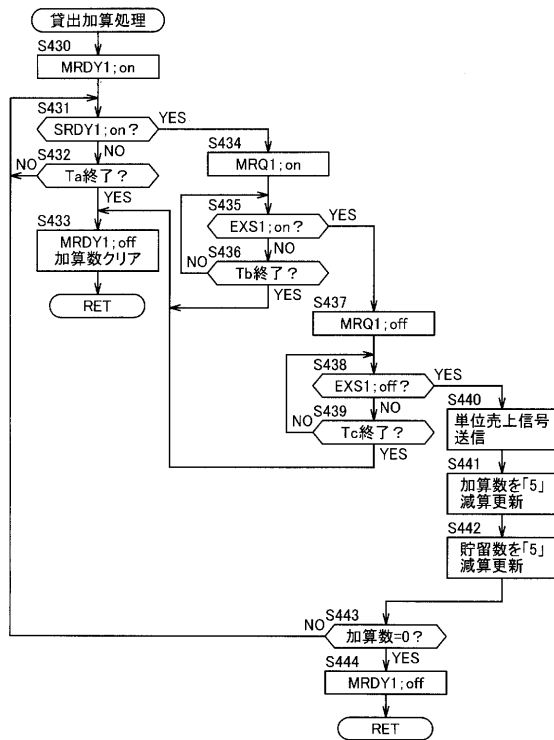 貸出加算処理
S430
MRDY1;on
S431
SRDY1;on?
YES
NO
S432
NO
Ta終了?
YES
S433
MRDY1;off
加算数クリア
RET
S434
MRQ1;on
S435
EXS1;on?
YES
NO
S436
NO
Tb終了?
YES
S437
MRQ1;off
S438
EXS1;off?
YES
NO
S439
NO
Tc終了?
YES
S440
単位売上信号
送信
S441
加算数を「5」
減算更新
S442
貯留数を「5」
減算更新
S443
NO
加算数=0?
YES
S444
MRDY1;off
RET